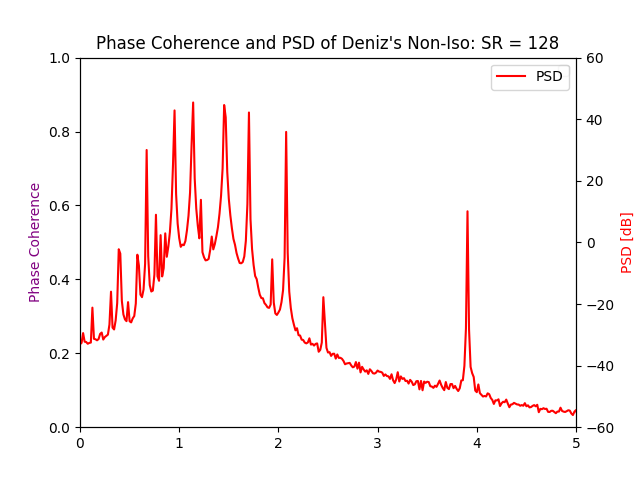 Phase Coherence and PSD of Deniz's Non-Iso: SR = 128
PSD
1.0
0.8
0.6
0.4
0.2
0.0
Phase Coherence
60
40
20
0
−20
−40
−60
PSD [dB]
0 1 2 3 4 5